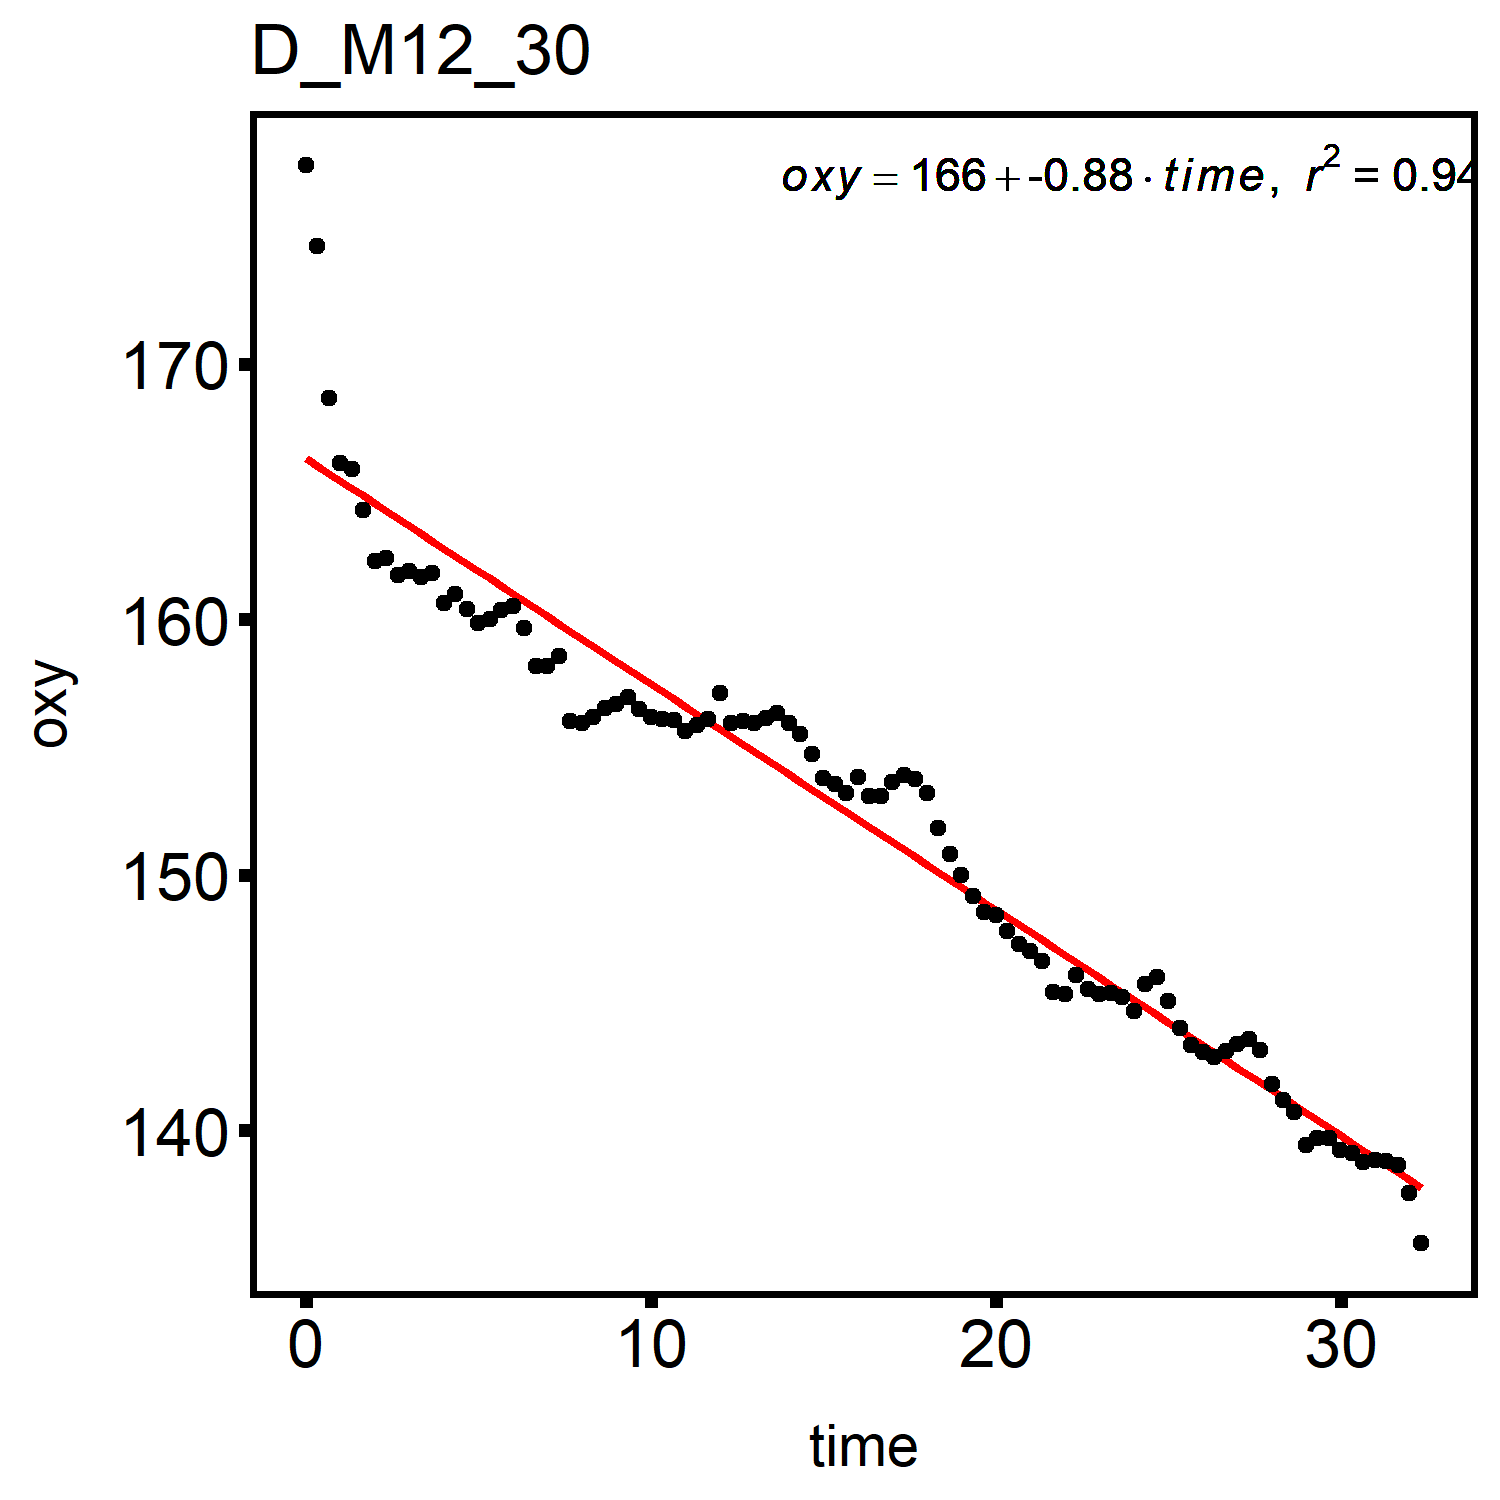 D_M12_30
oxy = 166 + -0.88 · time, r² = 0.94
170
160
150
140
oxy
0 10 20 30
time